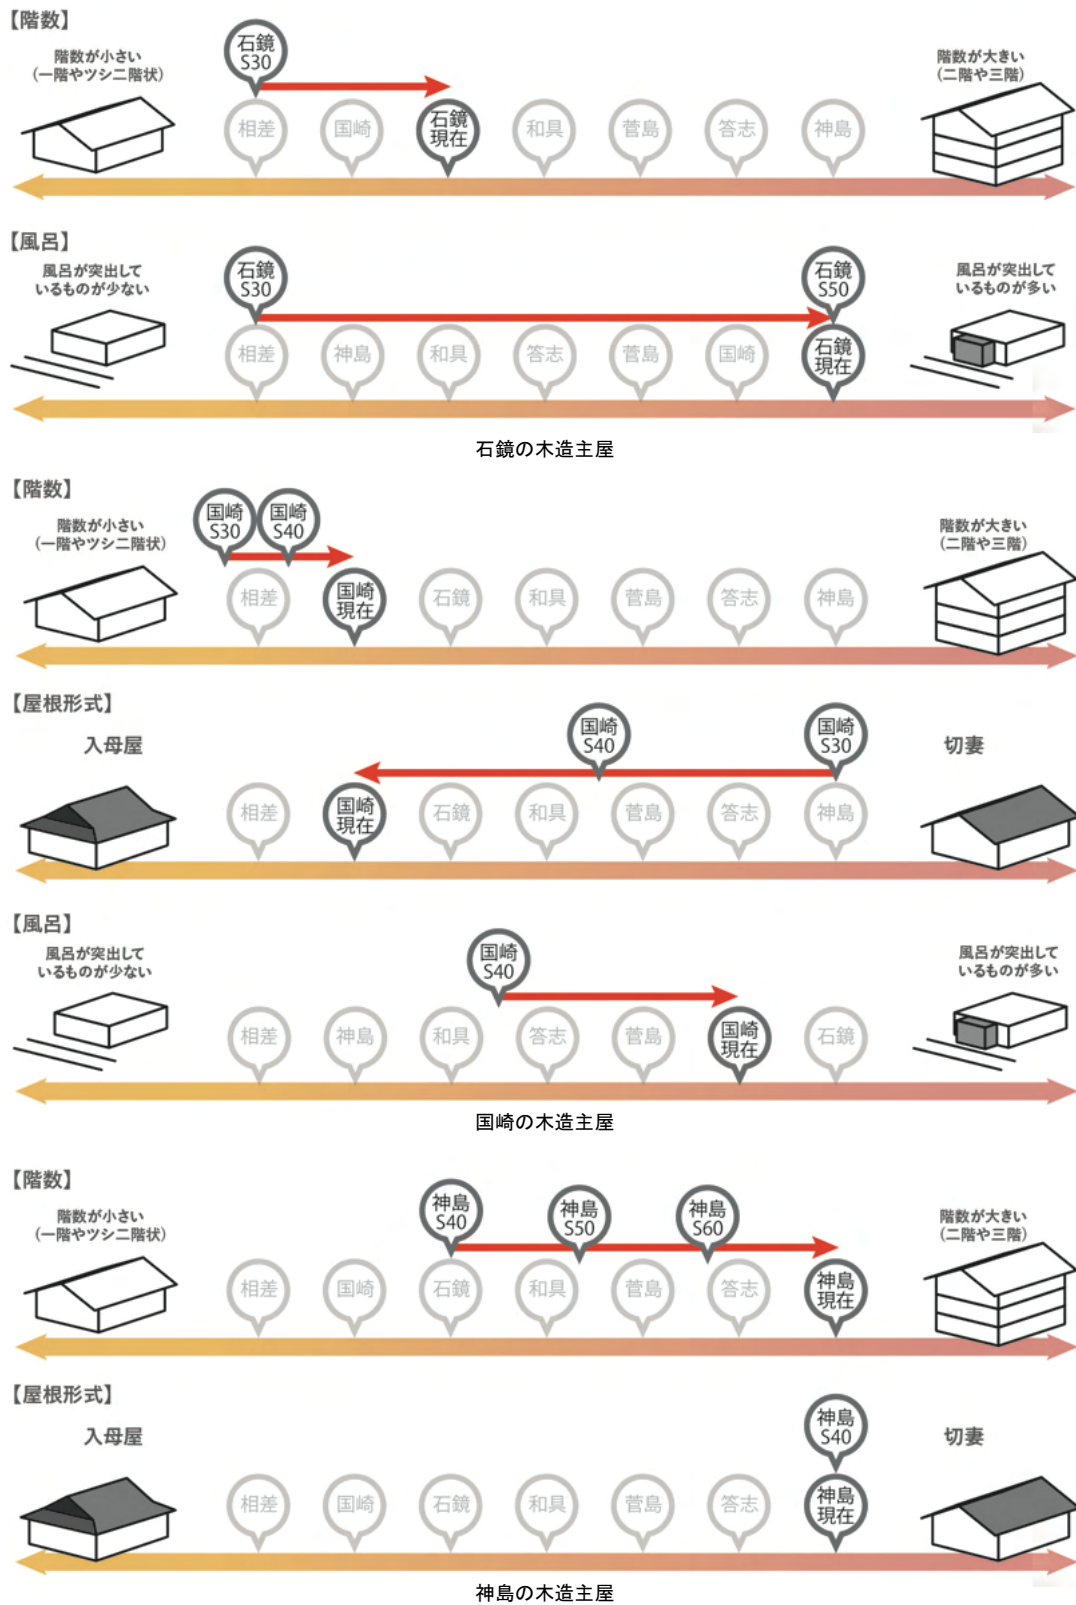 【階数】
階数が小さい
(一階やツシ二階状)
石鏡
S30
階数が大きい
(二階や三階)
相差
国崎
石鏡
現在
和具
菅島
答志
神島
【風呂】
風呂が突出して
いるものが少ない
石鏡
S30
石鏡
S50
風呂が突出して
いるものが多い
相差
神島
和具
答志
菅島
国崎
石鏡
現在
石鏡の木造主屋
【階数】
階数が小さい
(一階やツシ二階状)
国崎
S30
国崎
S40
階数が大きい
(二階や三階)
相差
国崎
現在
石鏡
和具
菅島
答志
神島
【屋根形式】
入母屋
国崎
S40
国崎
S30
切妻
相差
国崎
現在
石鏡
和具
菅島
答志
神島
【風呂】
風呂が突出して
いるものが少ない
国崎
S40
風呂が突出して
いるものが多い
相差
神島
和具
答志
菅島
国崎
現在
石鏡
国崎の木造主屋
【階数】
階数が小さい
(一階やツシ二階状)
神島
S40
神島
S50
神島
S60
階数が大きい
(二階や三階)
相差
国崎
石鏡
和具
菅島
答志
神島
現在
【屋根形式】
入母屋
神島
S40
切妻
相差
国崎
石鏡
和具
菅島
答志
神島
現在
神島の木造主屋